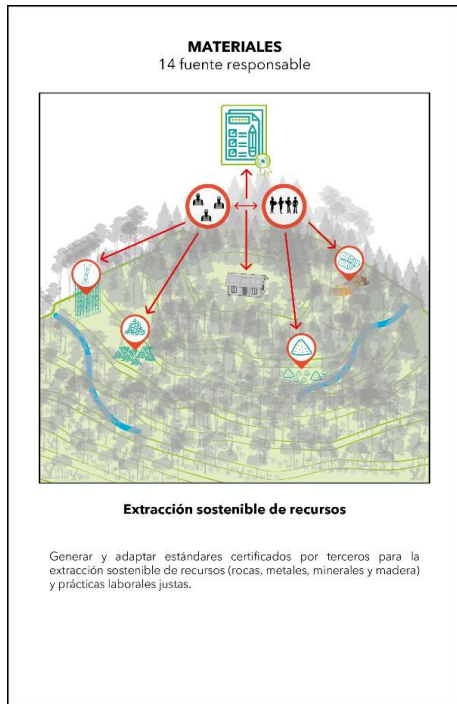 MATERIALES
14 fuente responsable
Extracción sostenible de recursos
Generar y adaptar estándares certificados por terceros para la
extracción sostenible de recursos (rocas, metales, minerales y madera)
y prácticas laborales justas.